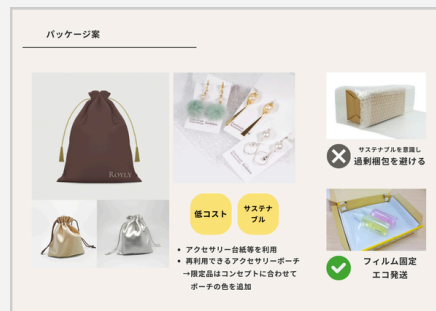 パッケージ案
ROYLY
低コスト
サステナ
ブル
• アクセサリー台紙等を利用
• 再利用できるアクセサリーポーチ
→限定品はコンセプトに合わせて
ポーチの色を追加
サステナブルを意識し
過剰梱包を避ける
フィルム固定
エコ発送